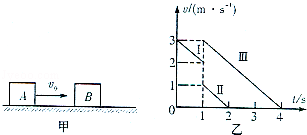 v/(m · s⁻¹)
3
I
III
2
1
II
0
1
2
3
4
t/s
A
v₀
B
甲
乙